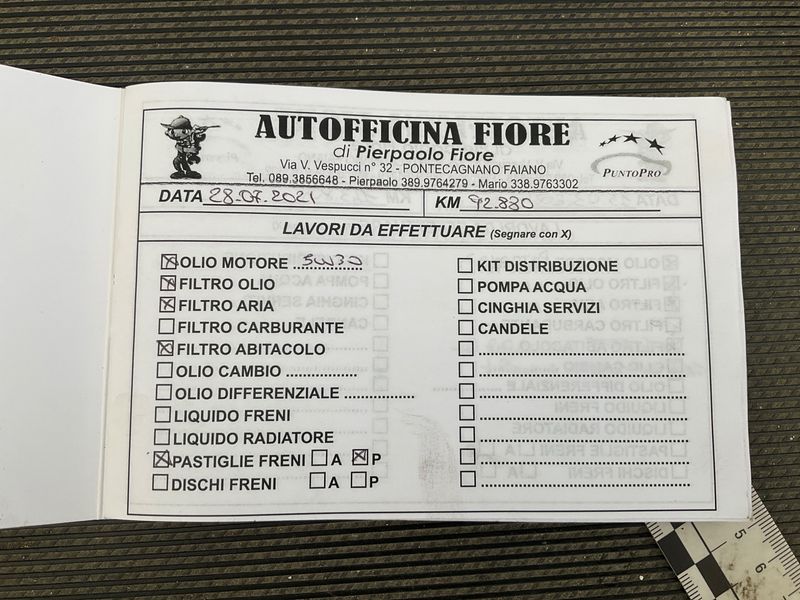 AUTOFFICINA FIORE
di Pierpaolo Fiore
Via V. Vespucci n° 32 - PONTECAGNANO FAIANO
Tel. 089.3856648 - Pierpaolo 389.9764279 - Mario 338.9763302
PUNTOPRO
DATA 28-07.2021 KM 92.830
LAVORI DA EFFETTUARE (Segnare con X)
OLIO MOTORE 5W30
FILTRO OLIO
FILTRO ARIA
FILTRO CARBURANTE
FILTRO ABITACOLO
OLIO CAMBIO
OLIO DIFFERENZIALE
LIQUIDO FRENI
LIQUIDO RADIATORE
PASTIGLIE FRENI A P
DISCHI FRENI A P
KIT DISTRIBUZIONE
POMPA ACQUA
CINGHIA SERVIZI
CANDELE
5
6